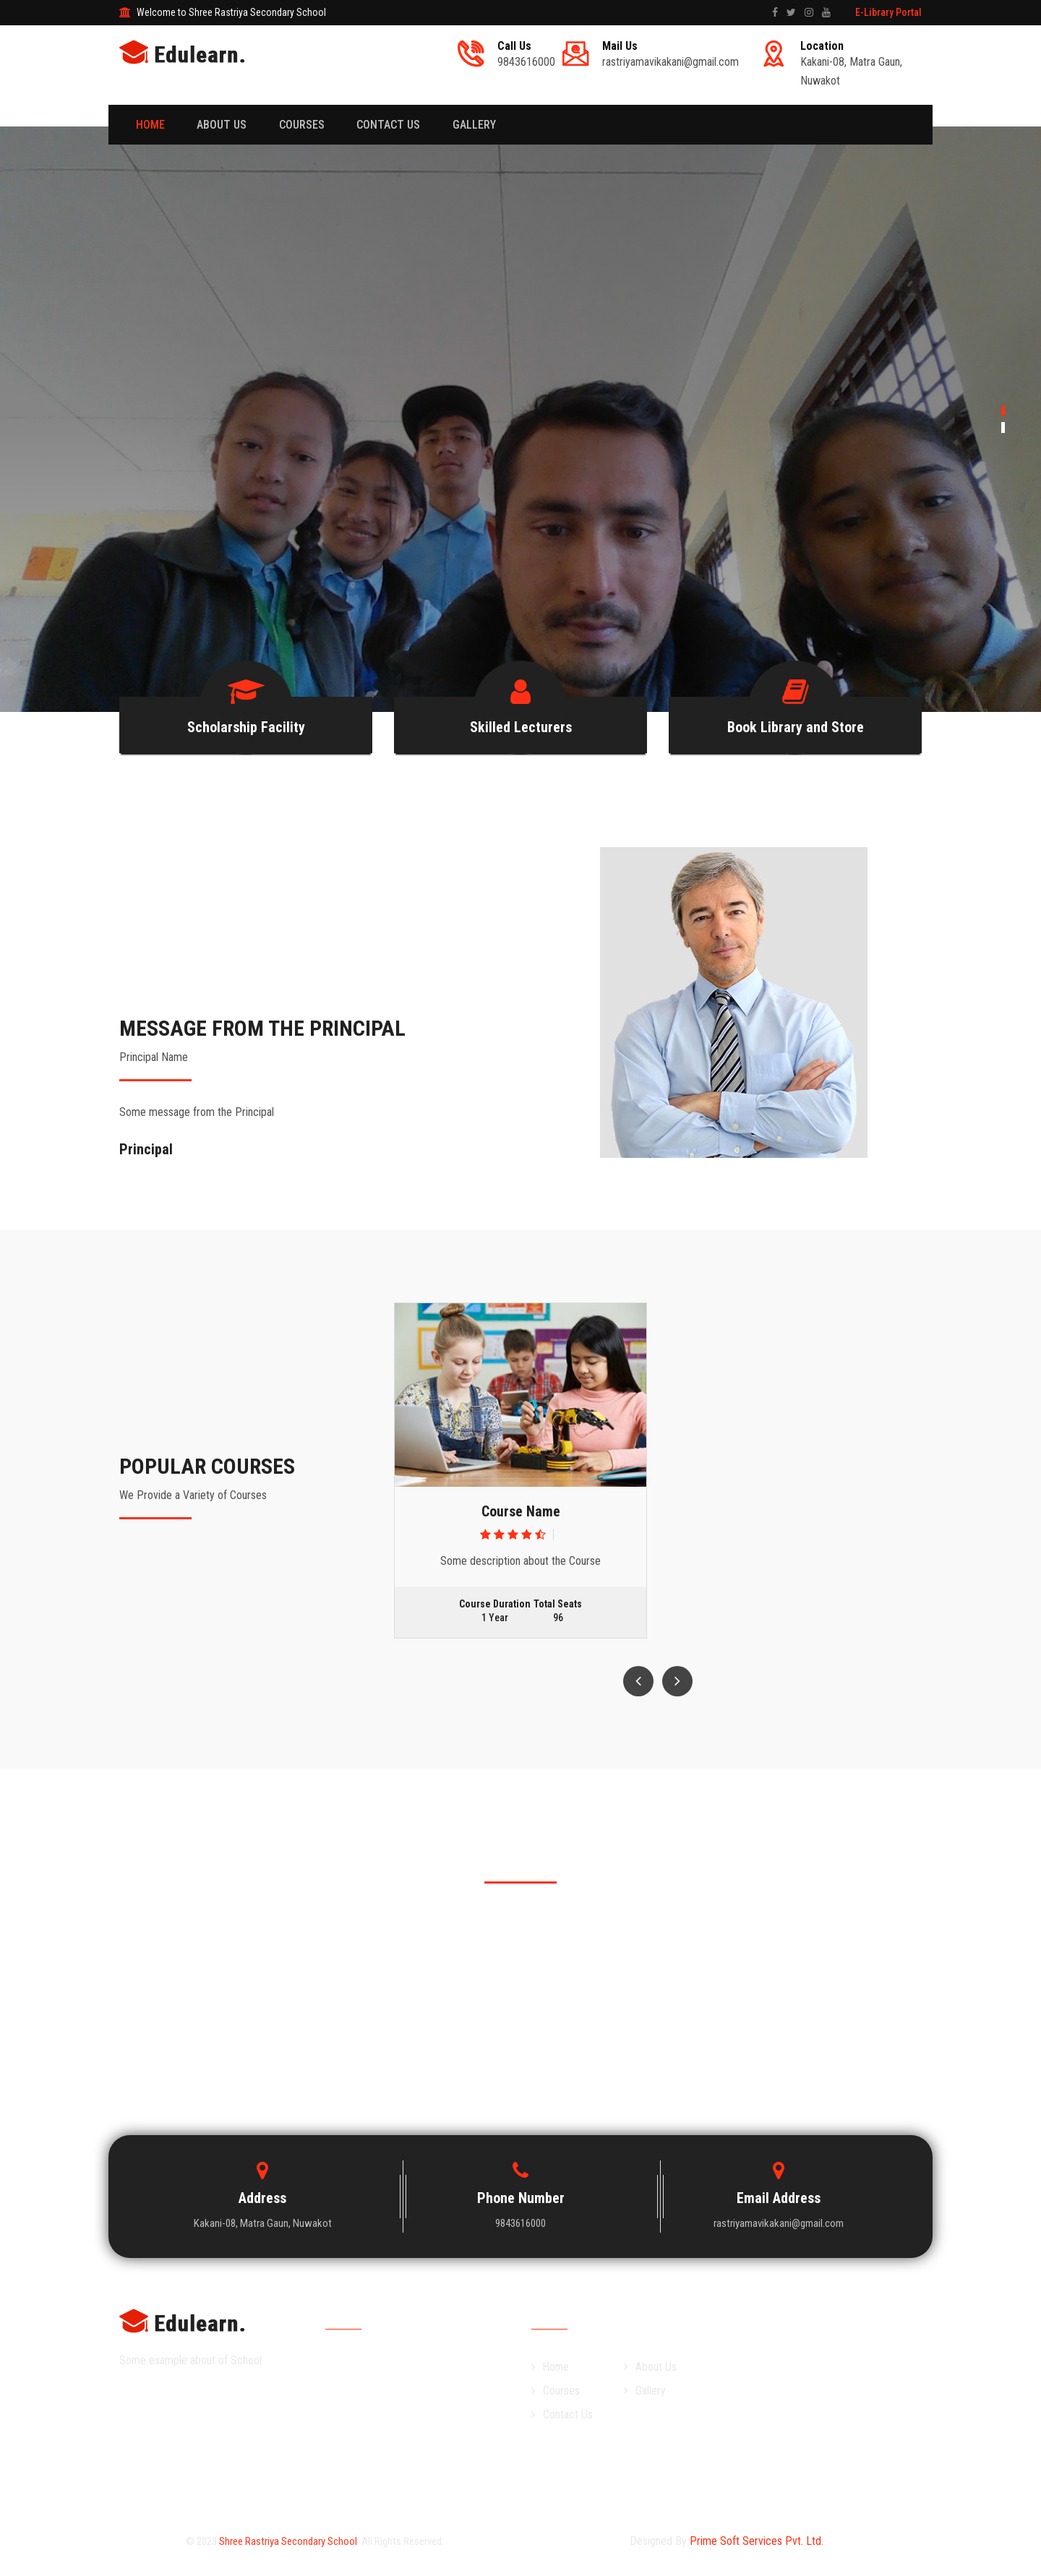 Welcome to Shree Rastriya Secondary School
E-Library Portal
Edulearn.
Call Us
9843616000
Mail Us
rastriyamavikakani@gmail.com
Location
Kakani-08, Matra Gaun,
Nuwakot
HOME ABOUT US COURSES CONTACT US GALLERY
Scholarship Facility
Skilled Lecturers
Book Library and Store
MESSAGE FROM THE PRINCIPAL
Principal Name
Some message from the Principal
Principal
POPULAR COURSES
We Provide a Variety of Courses
Course Name
Some description about the Course
Course Duration Total Seats
1 Year 96
Address
Kakani-08, Matra Gaun, Nuwakot
Phone Number
9843616000
Email Address
rastriyamavikakani@gmail.com
Edulearn.
Some example about of School
Home
About Us
Courses
Gallery
Contact Us
© 2023 Shree Rastriya Secondary School. All Rights Reserved.
Designed By Prime Soft Services Pvt. Ltd.